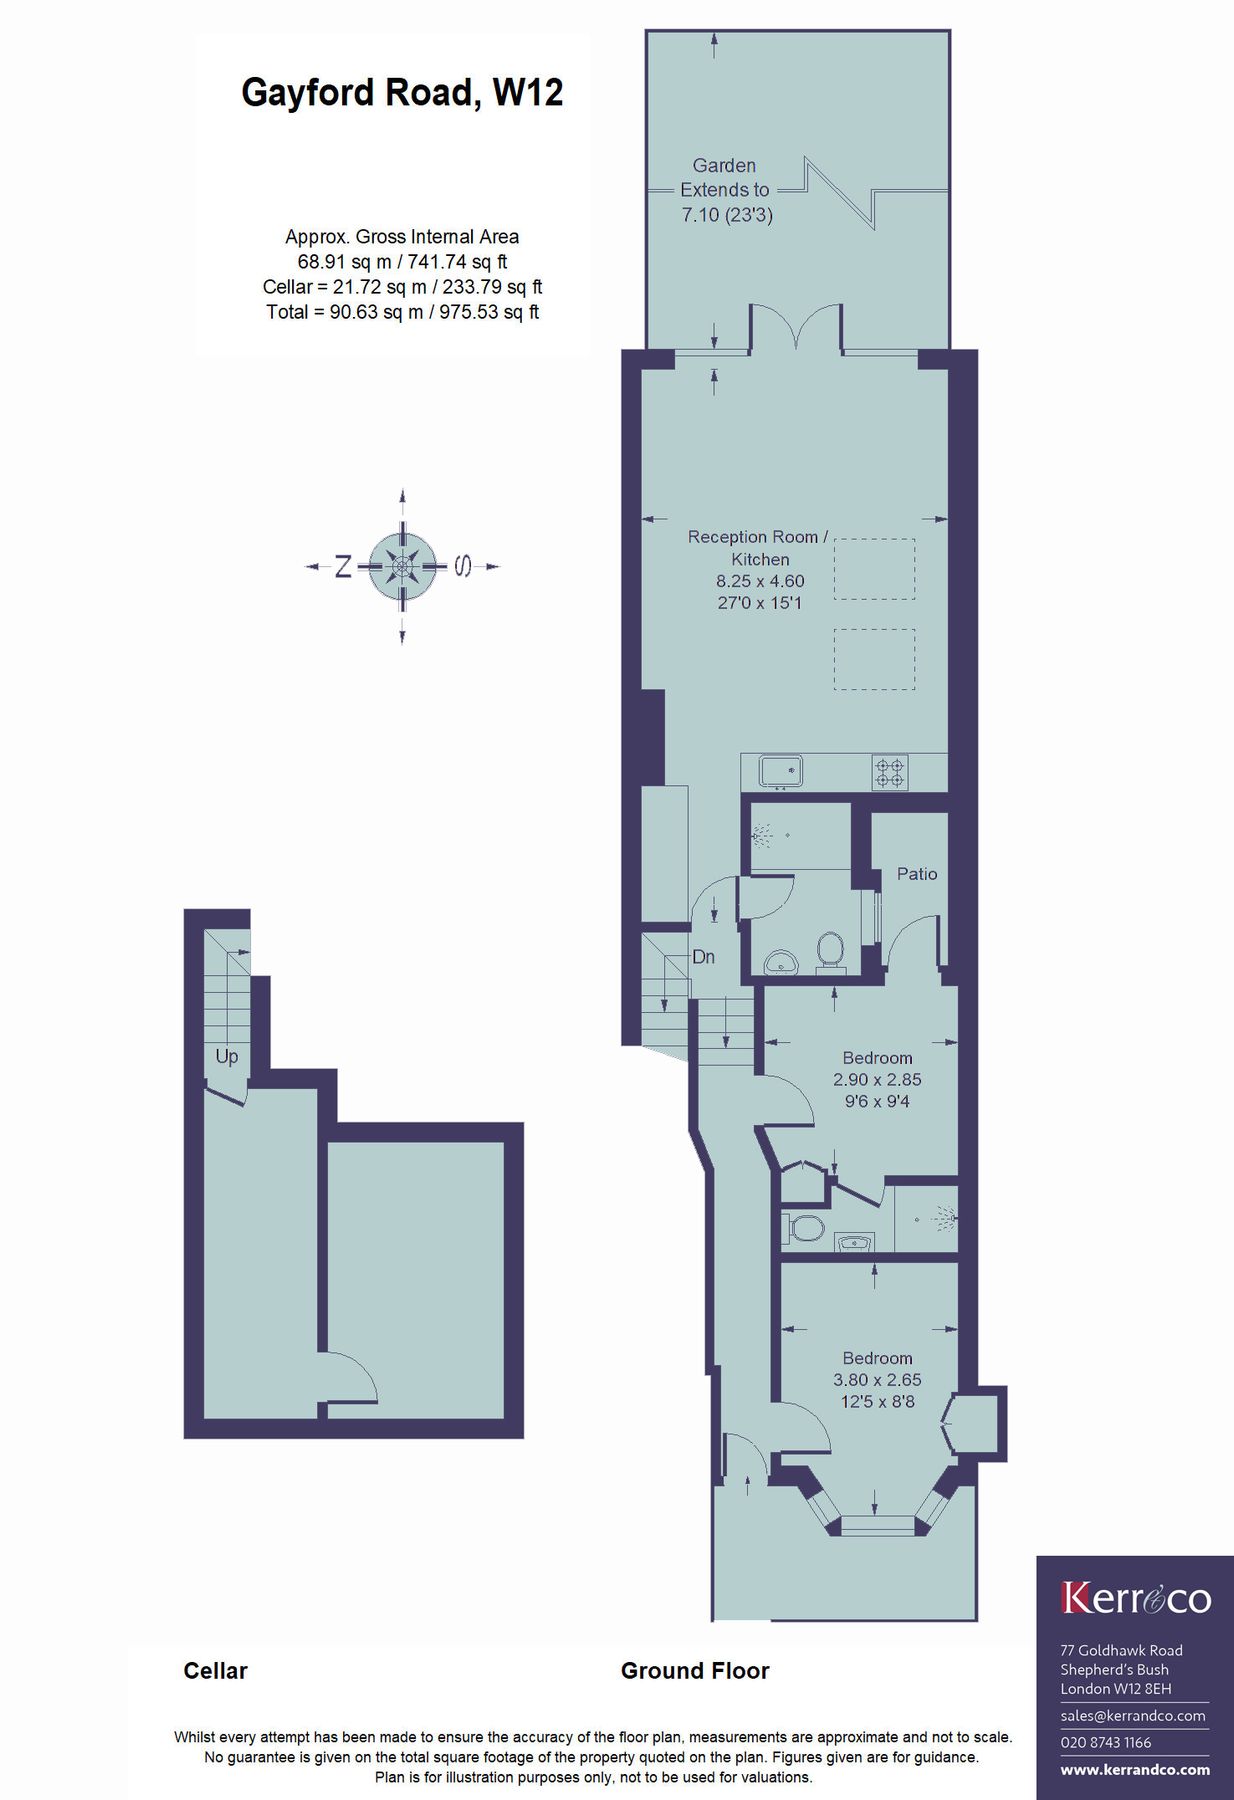 Gayford Road, W12
Approx. Gross Internal Area
68.91 sq m / 741.74 sq ft
Cellar = 21.72 sq m / 233.79 sq ft
Total = 90.63 sq m / 975.53 sq ft
Garden
Extends to
7.10 (23'3)
N
S
Reception Room /
Kitchen
8.25 x 4.60
27'0 x 15'1
Patio
Dn
Up
Bedroom
2.90 x 2.85
9'6 x 9'4
Bedroom
3.80 x 2.65
12'5 x 8'8
Cellar
Ground Floor
Whilst every attempt has been made to ensure the accuracy of the floor plan, measurements are approximate and not to scale.
No guarantee is given on the total square footage of the property quoted on the plan. Figures given are for guidance.
Plan is for illustration purposes only, not to be used for valuations.
Kerr&co
77 Goldhawk Road
Shepherd's Bush
London W12 8EH
sales@kerrandco.com
020 8743 1166
www.kerrandco.com